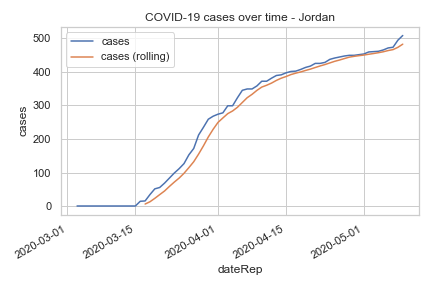 COVID-19 cases over time - Jordan
cases
cases (rolling)
500
400
300
200
100
0
cases
2020-03-01
2020-03-15
2020-04-01
2020-04-15
2020-05-01
dateRep